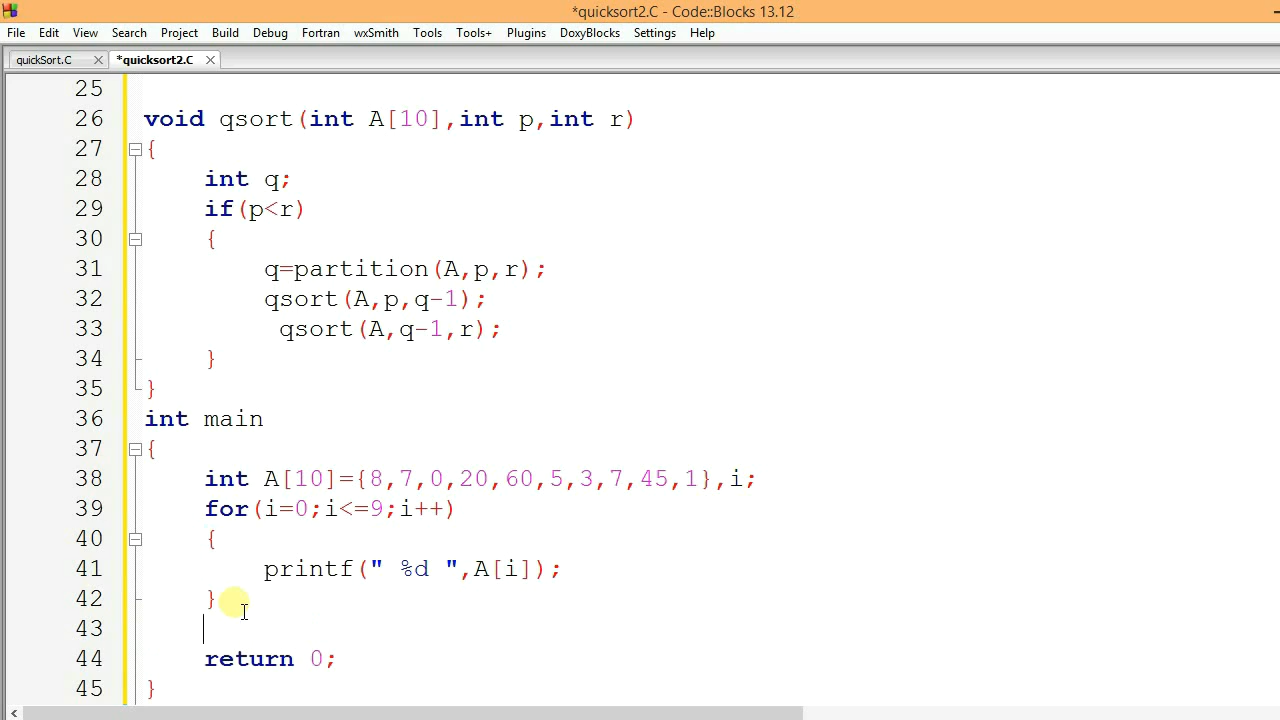 *quicksort2.C - Code::Blocks 13.12
File Edit View Search Project Build Debug Fortran wxSmith Tools Tools+ Plugins DoxyBlocks Settings Help
quickSort.C *quicksort2.C
25
26 void qsort(int A[10],int p,int r)
27 {
28 int q;
29 if(p<r)
30 {
31 q=partition(A,p,r);
32 qsort(A,p,q-1);
33 qsort(A,q-1,r);
34 }
35 }
36 int main
37 {
38 int A[10]={8,7,0,20,60,5,3,7,45,1},i;
39 for(i=0;i<=9;i++)
40 {
41 printf(" %d ",A[i]);
42 }
43
44 return 0;
45 }